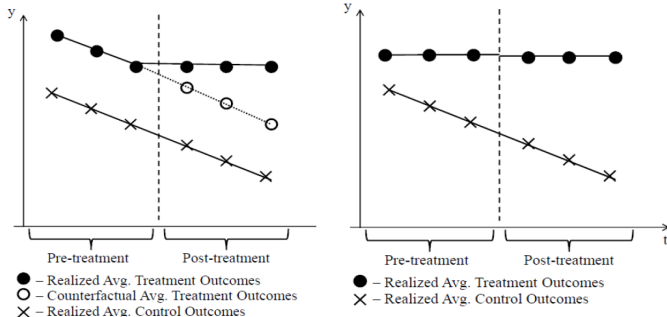 y
Pre-treatment
Post-treatment
– Realized Avg. Treatment Outcomes
– Counterfactual Avg. Treatment Outcomes
– Realized Avg. Control Outcomes
y
t
Pre-treatment
Post-treatment
– Realized Avg. Treatment Outcomes
– Realized Avg. Control Outcomes